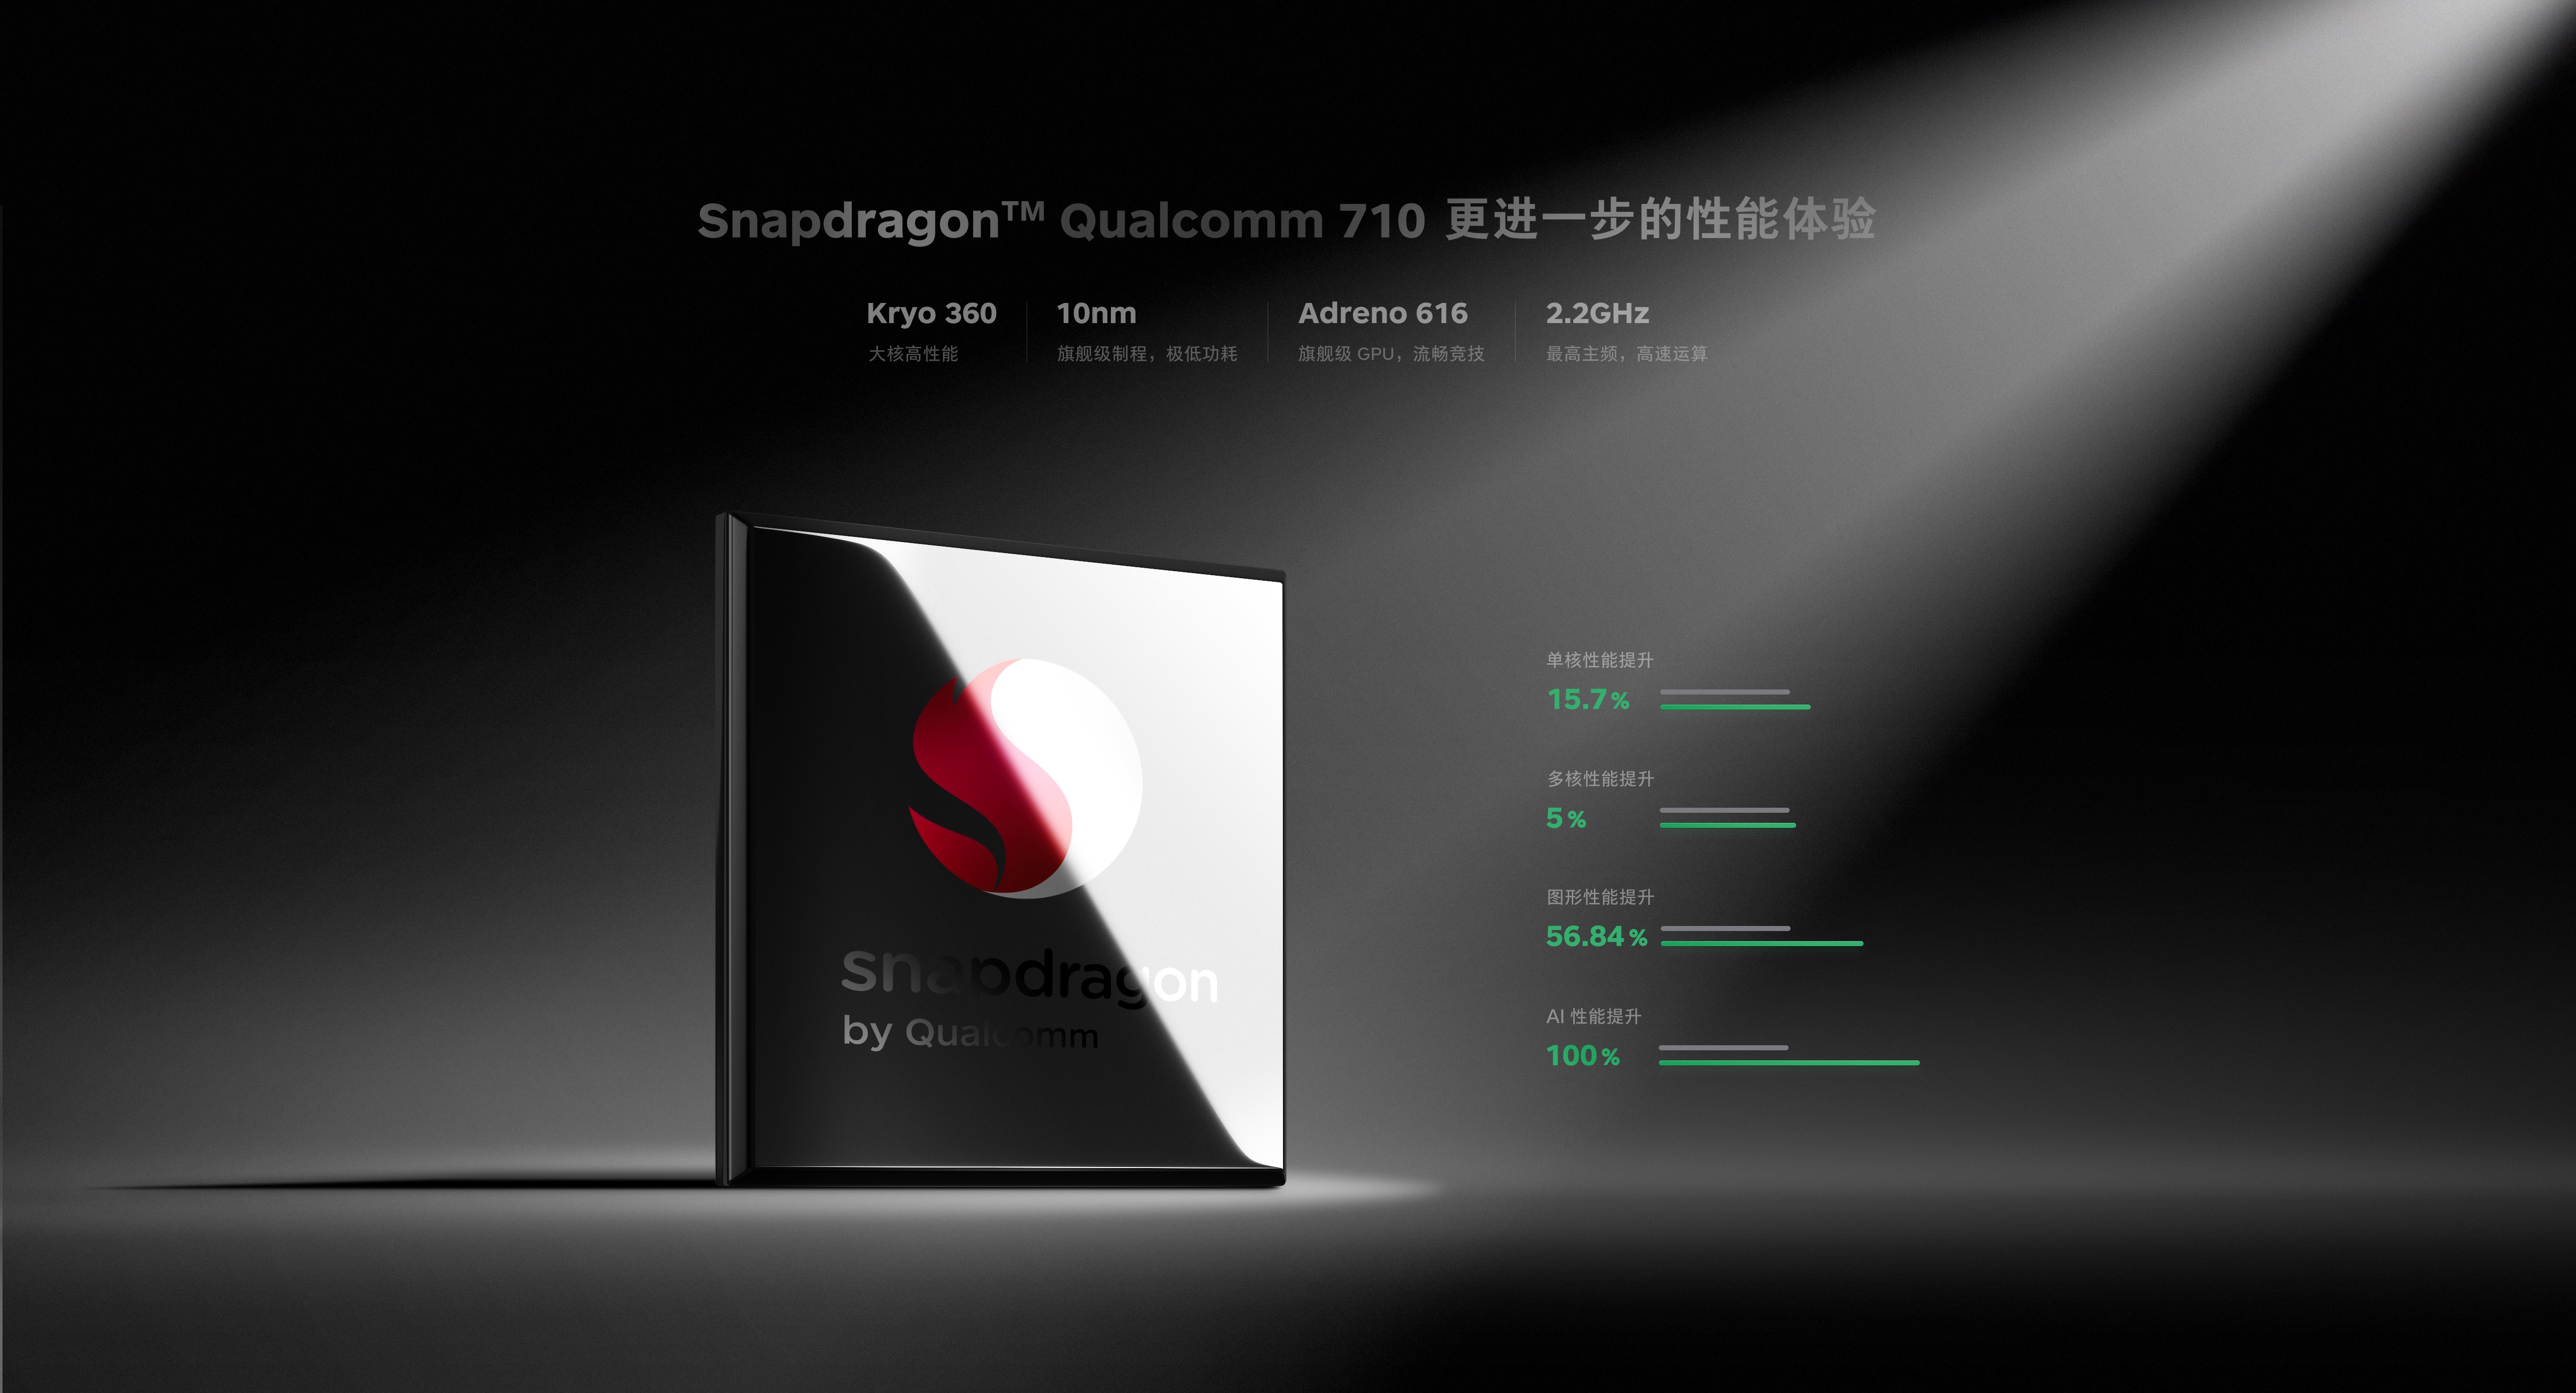 Snapdragon™ Qualcomm 710 更进一步的性能体验
Kryo 360
大核高性能
10nm
旗舰级制程，极低功耗
Adreno 616
旗舰级 GPU，流畅竞技
2.2GHz
最高主频，高速运算
snapdragon
by Qualcomm
单核性能提升
15.7%
多核性能提升
5%
图形性能提升
56.84%
AI 性能提升
100%